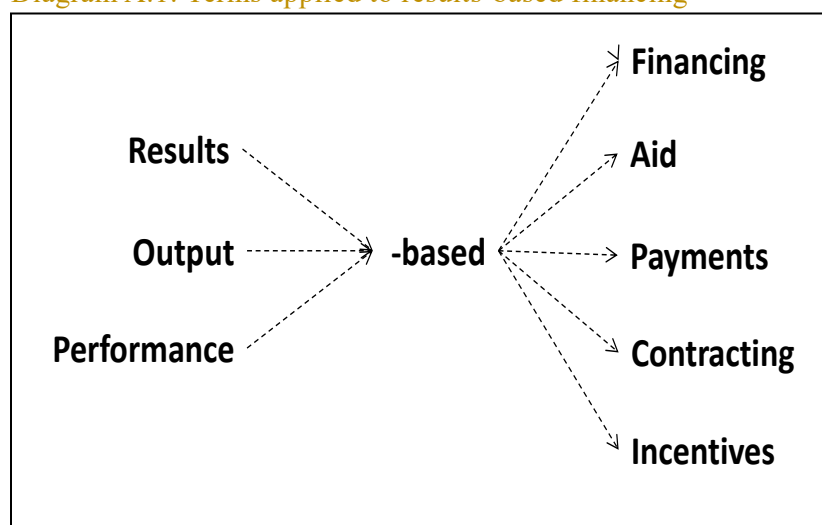 Diagram A.1: Terms applied to results-based financing
Financing
Results
Aid
Output
-based
Payments
Performance
Contracting
Incentives